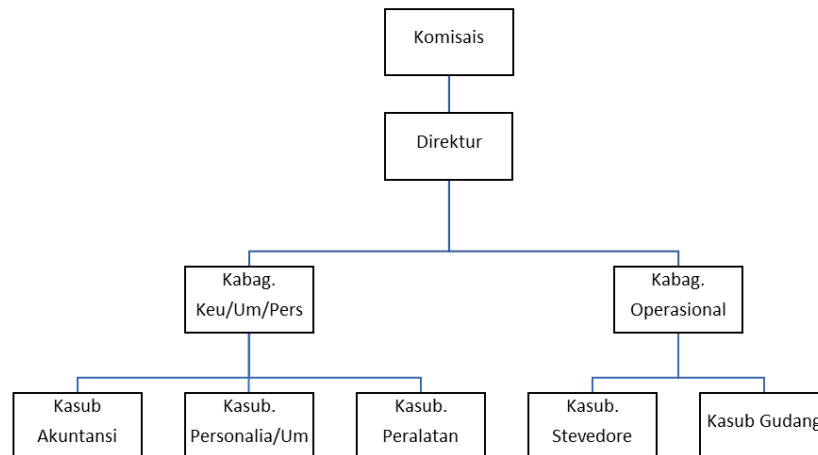 Komisais
Direktur
Kabag.
Keu/Um/Pers
Kabag.
Operasional
Kasub
Akuntansi
Kasub.
Personalia/Um
Kasub.
Peralatan
Kasub.
Stevedore
Kasub Gudang